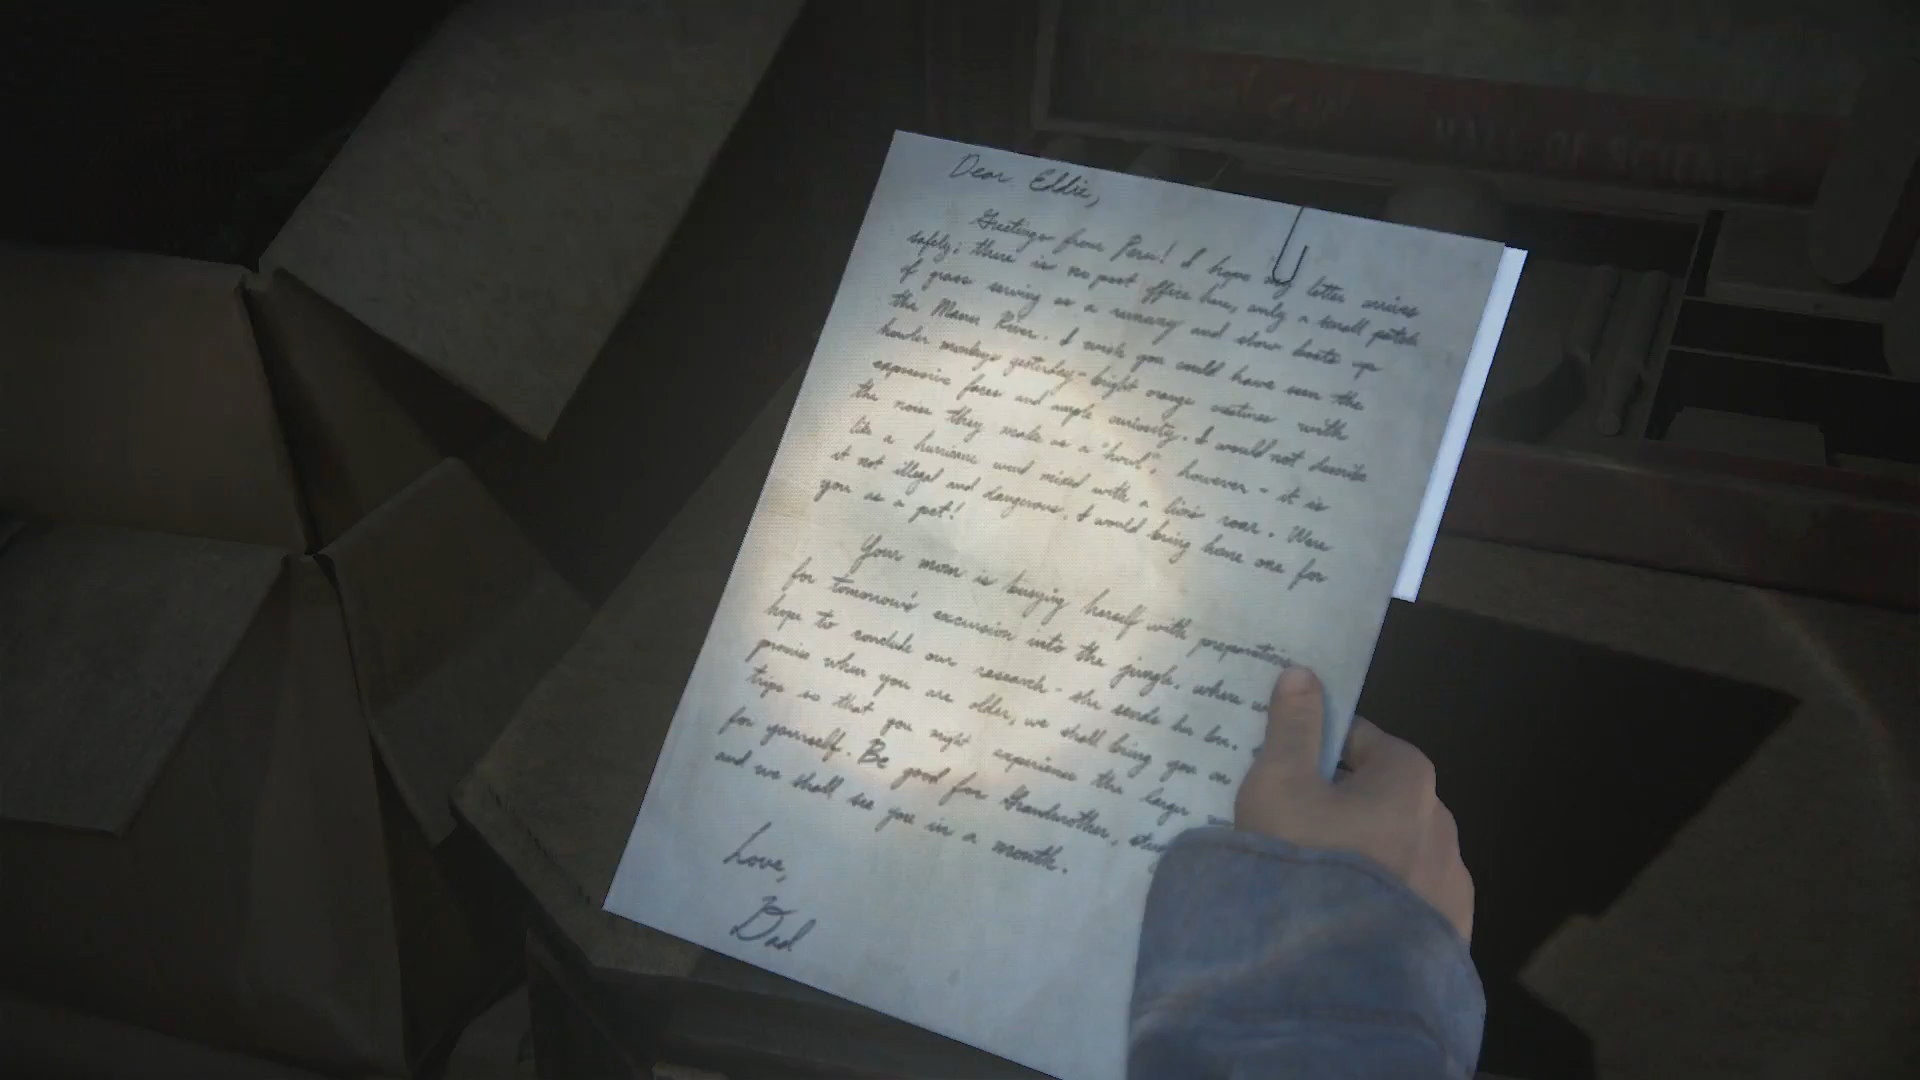 Dear Eddie,
Greetings from Peru! I hope my letter arrives
safely; there is no post office here, only a small patch
of grass serving as a runway and slow boats up
the Manu River. I wish you could have seen the
howler monkeys yesterday - bright orange creatures with
expressive faces and ample curiosity. I would not describe
the noise they make as a "howl", however - it is
like a hurricane wind mixed with a lion's roar. Were
it not illegal and dangerous, I would bring home one for
you as a pet!
Your mom is busying herself with preparations
for tomorrow's excursion into the jungle, where
hope to conclude our research - she sends her love.
promise when you are older, we shall bring you on
trips so that you might experience the larger
for yourself. Be good for Grandmother,
and we shall see you in a month.
Love,
Dad
HALL OF